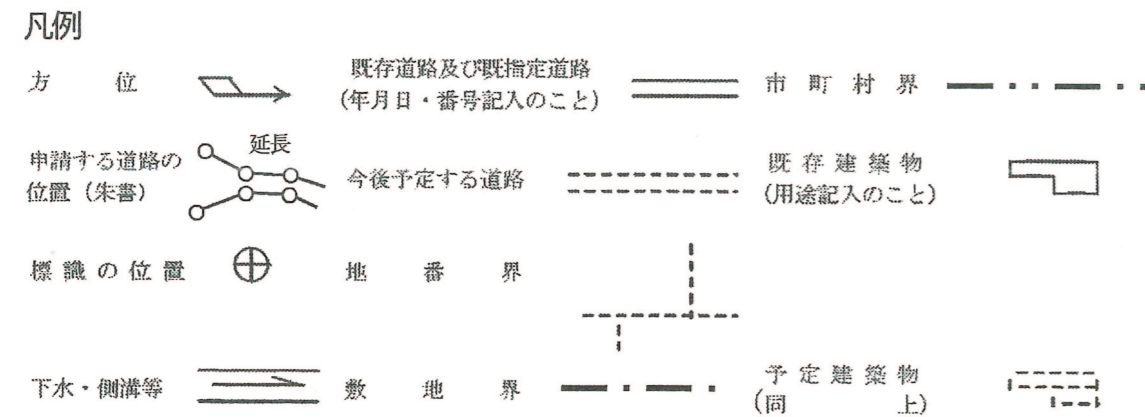 凡例
方位
既存道路及び既指定道路
(年月日・番号記入のこと)
市町村界
申請する道路の
位置(朱書)
延長
今後予定する道路
既存建築物
(用途記入のこと)
標識の位置
地番界
下水・側溝等
敷地界
予定建築物
(同上)